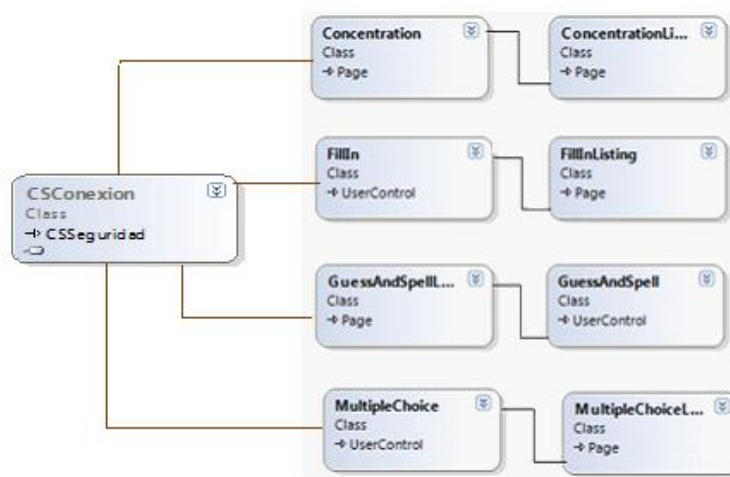 Concentration
Class
Page
ConcentrationLi...
Class
Page
FillIn
Class
UserControl
FillInListing
Class
Page
CSConexion
Class
CSSeguridad
GuessAndSpellL...
Class
Page
GuessAndSpell
Class
UserControl
MultipleChoice
Class
UserControl
MultipleChoiceL...
Class
Page